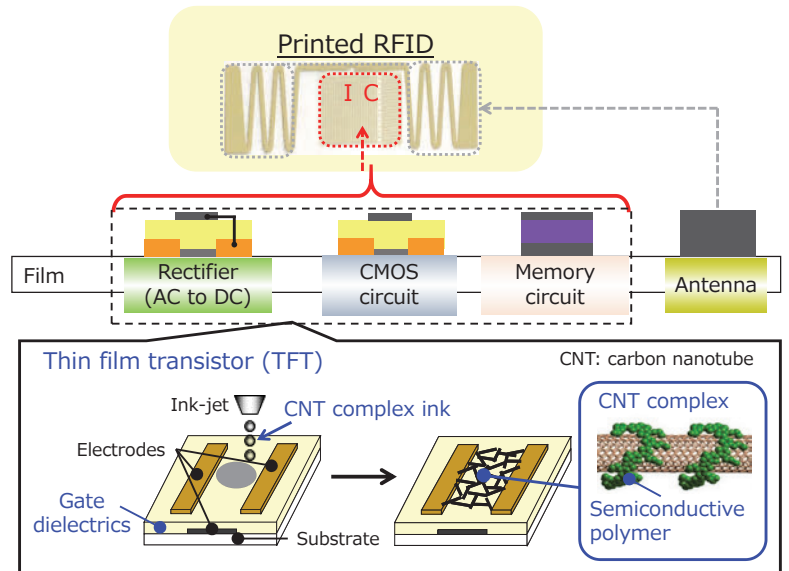 Printed RFID
I C
Film
Rectifier
(AC to DC)
CMOS
circuit
Memory
circuit
Antenna
Thin film transistor (TFT)
CNT: carbon nanotube
Ink-jet
CNT complex ink
Electrodes
Gate
dielectrics
Substrate
CNT complex
Semiconductive
polymer